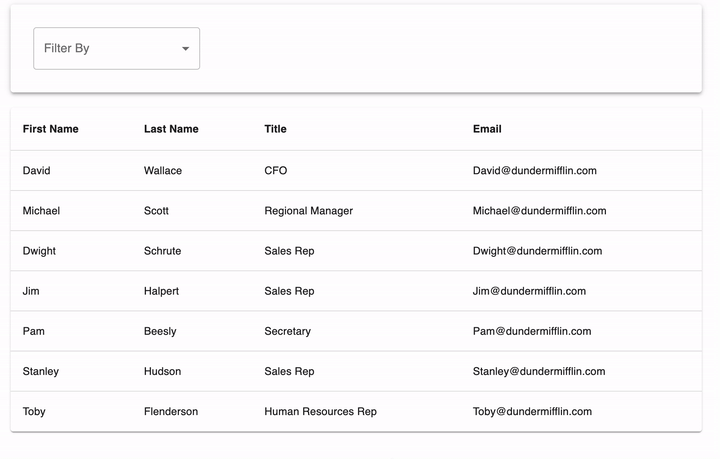 Filter By
First Name Last Name Title Email
David Wallace CFO David@dundermifflin.com
Michael Scott Regional Manager Michael@dundermifflin.com
Dwight Schrute Sales Rep Dwight@dundermifflin.com
Jim Halpert Sales Rep Jim@dundermifflin.com
Pam Beesly Secretary Pam@dundermifflin.com
Stanley Hudson Sales Rep Stanley@dundermifflin.com
Toby Flenderson Human Resources Rep Toby@dundermifflin.com